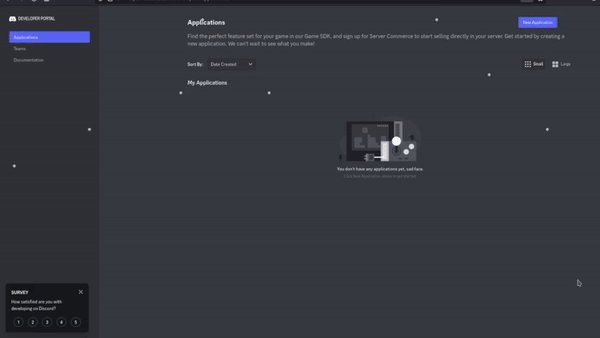 DEVELOPER PORTAL
Applications
Teams
Documentation
Applications
New Application
Find the perfect feature set for your game in our Game SDK, and sign up for Server Commerce to start selling directly in your server. Get started by creating a
new application. We can't wait to see what you make!
Sort By:
Date Created
Small
Large
My Applications
You don't have any applications yet, sad face.
SURVEY
How satisfied are you with
developing on Discord?
1 2 3 4 5